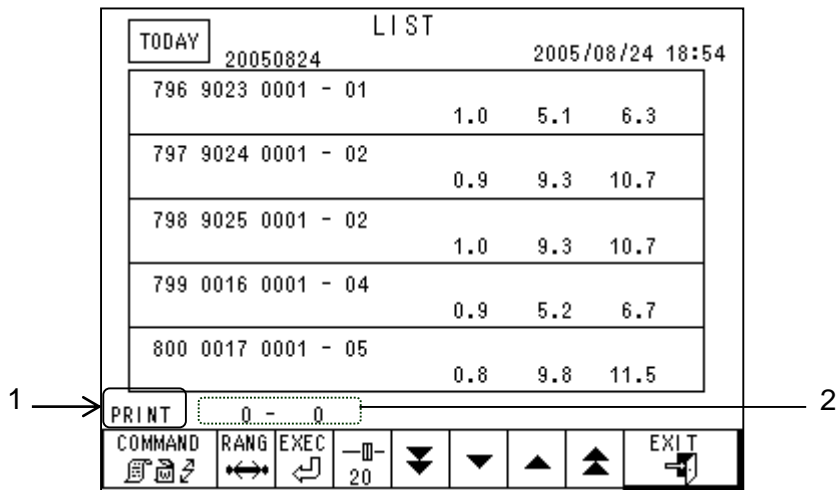 LIST
TODAY 20050824 2005/08/24 18:54
796 9023 0001 - 01
1.0 5.1 6.3
797 9024 0001 - 02
0.9 9.3 10.7
798 9025 0001 - 02
1.0 9.3 10.7
799 0016 0001 - 04
0.9 5.2 6.7
800 0017 0001 - 05
0.8 9.8 11.5
1 PRINT 0 - 0 2
COMMAND RANG EXEC 20 EXIT